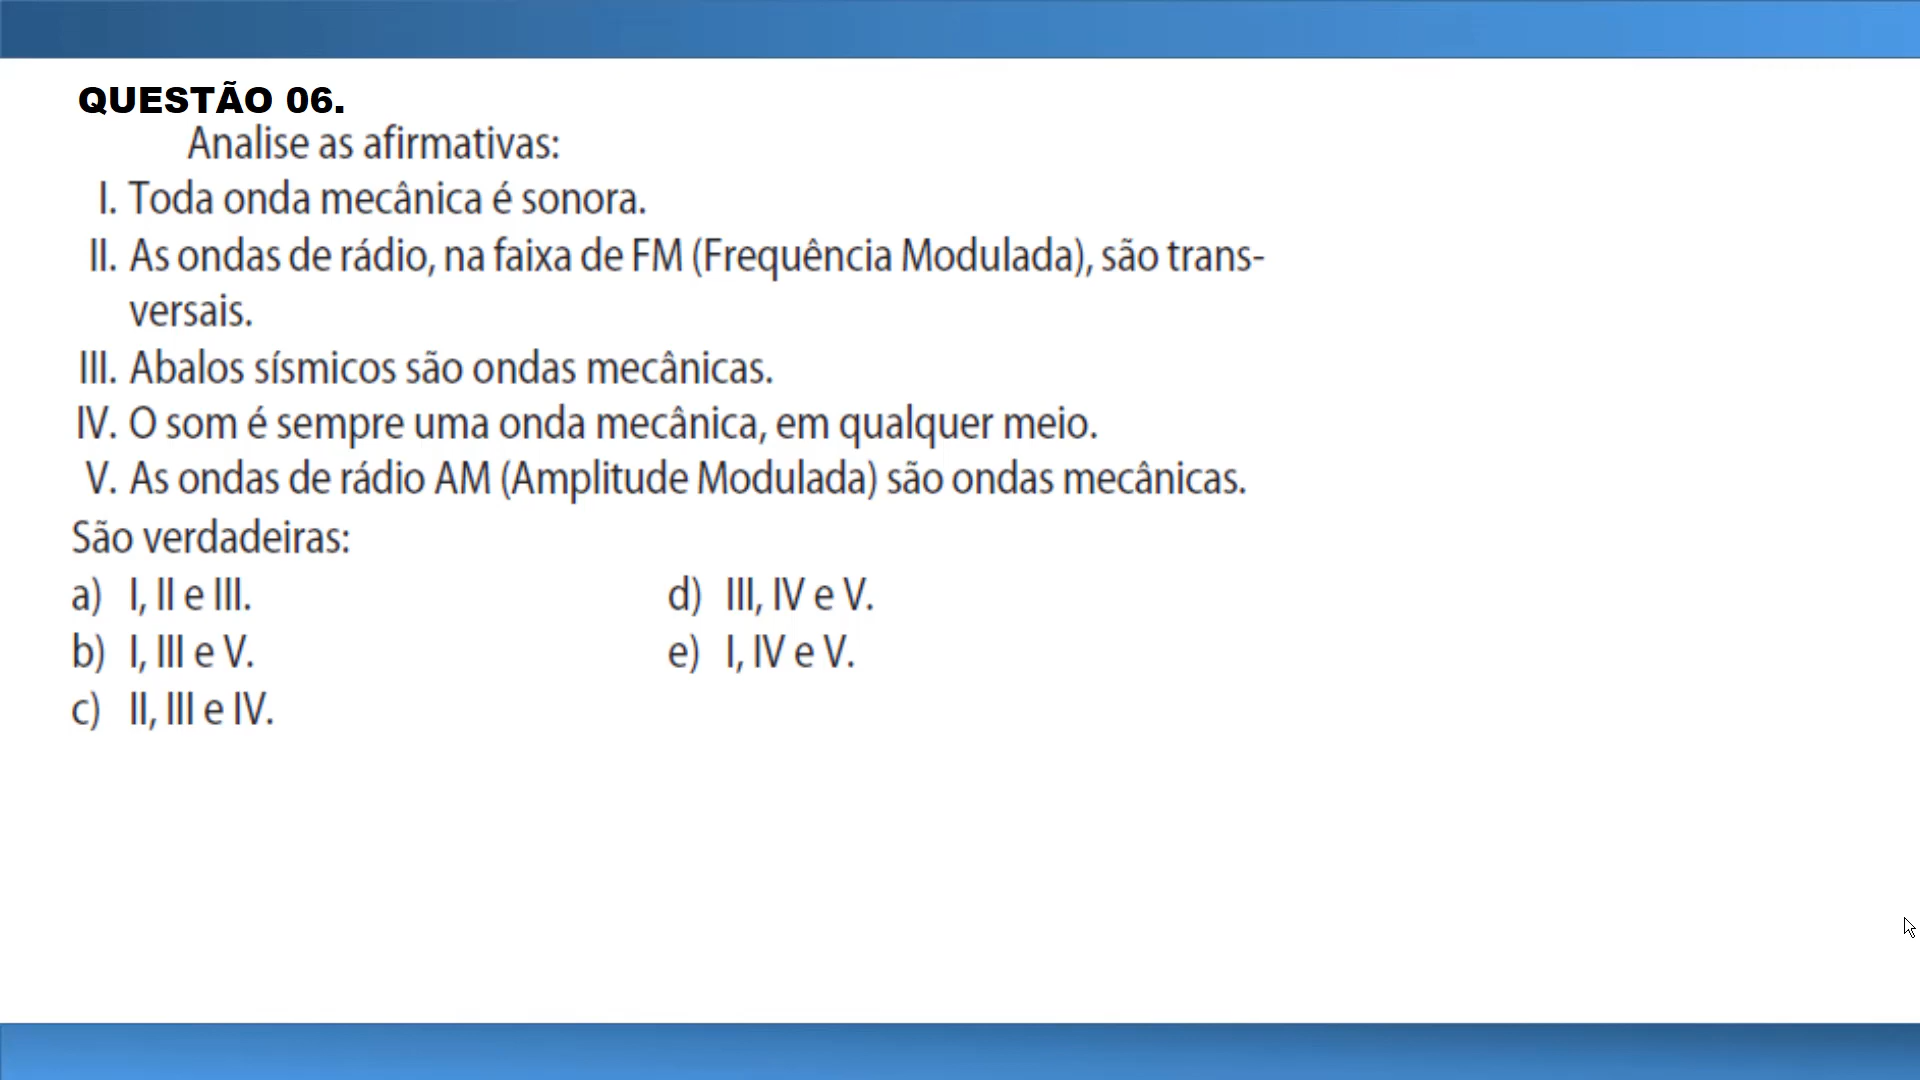 QUESTÃO 06.
Analise as afirmativas:
I. Toda onda mecânica é sonora.
II. As ondas de rádio, na faixa de FM (Frequência Modulada), são trans-
versais.
III. Abalos sísmicos são ondas mecânicas.
IV. O som é sempre uma onda mecânica, em qualquer meio.
V. As ondas de rádio AM (Amplitude Modulada) são ondas mecânicas.
São verdadeiras:
a) I, II e III.
b) I, III e V.
c) II, III e IV.
d) III, IV e V.
e) I, IV e V.